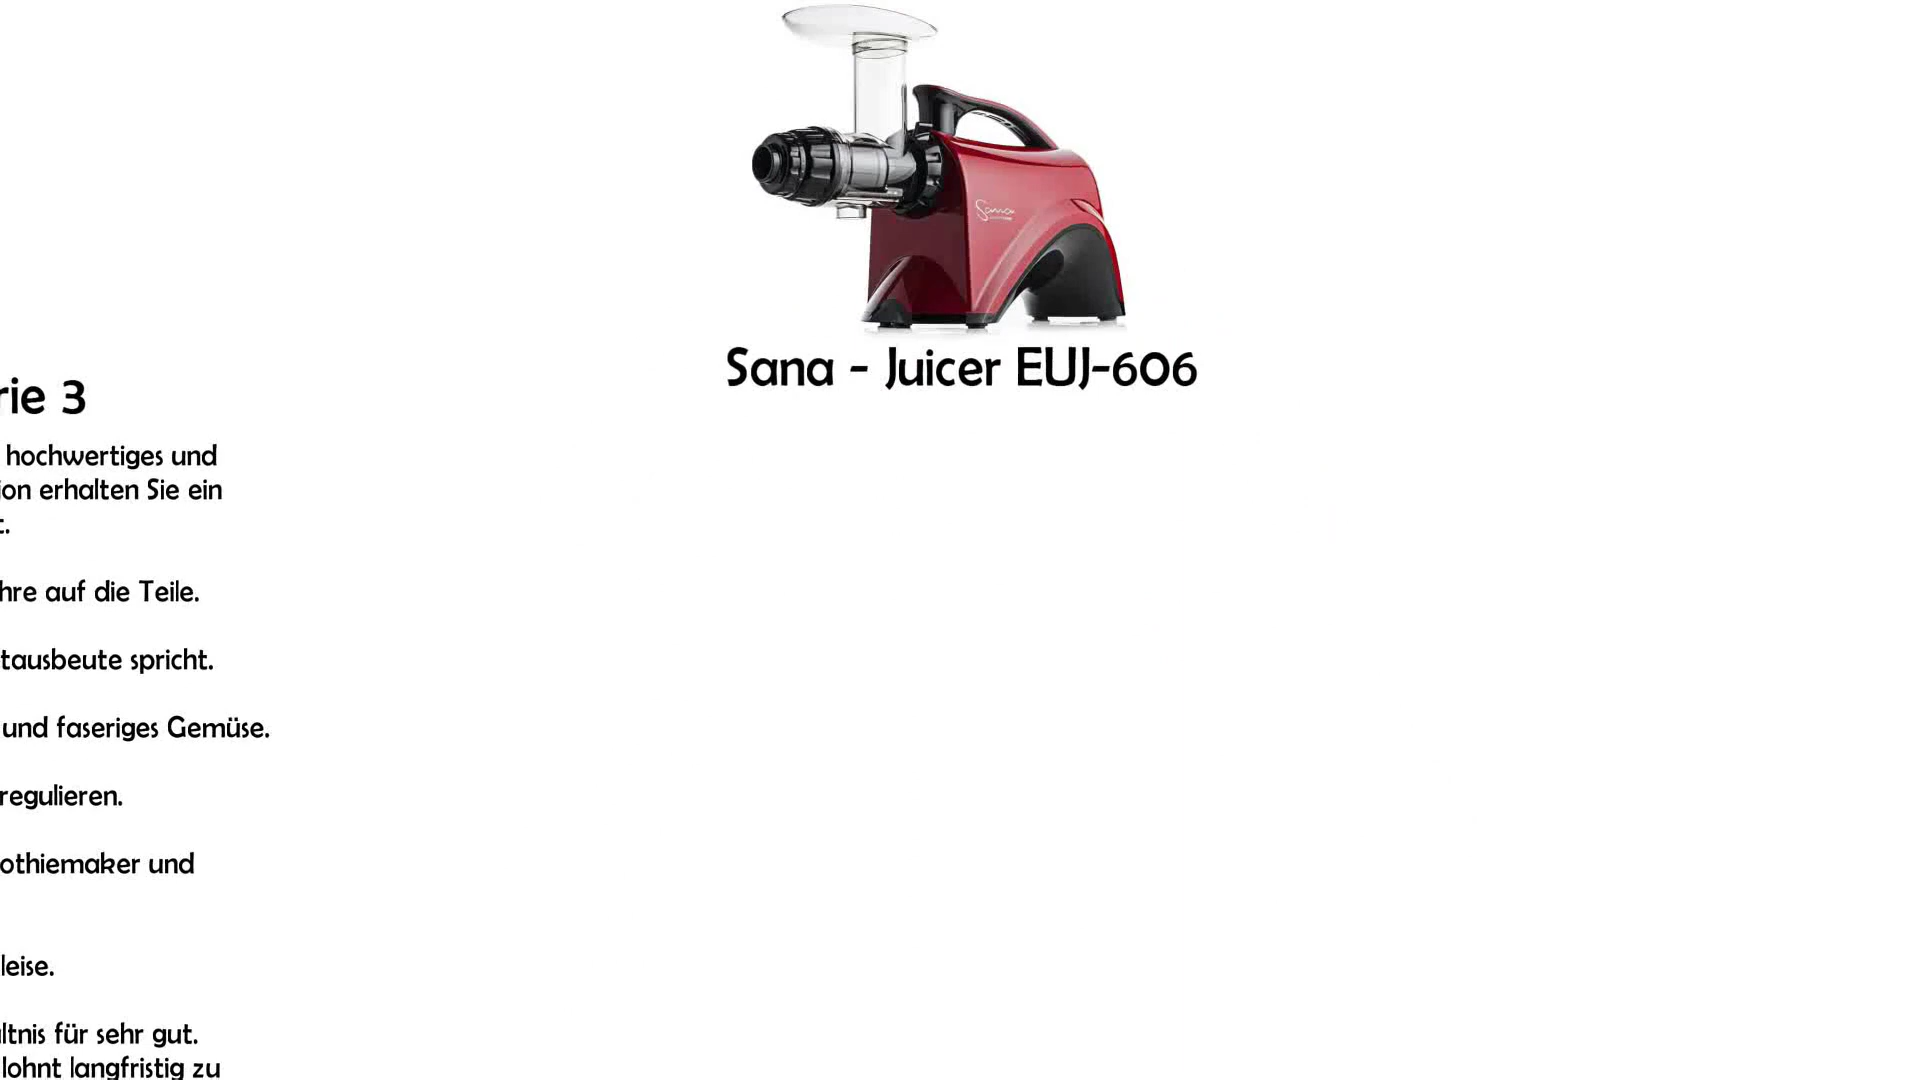 Sana
Sana - Juicer EUJ-606
rie 3
hochwertiges und
ion erhalten Sie ein
t.
hre auf die Teile.
tausbeute spricht.
und faseriges Gemüse.
regulieren.
othiemaker und
leise.
ltnis für sehr gut.
lohnt langfristig zu